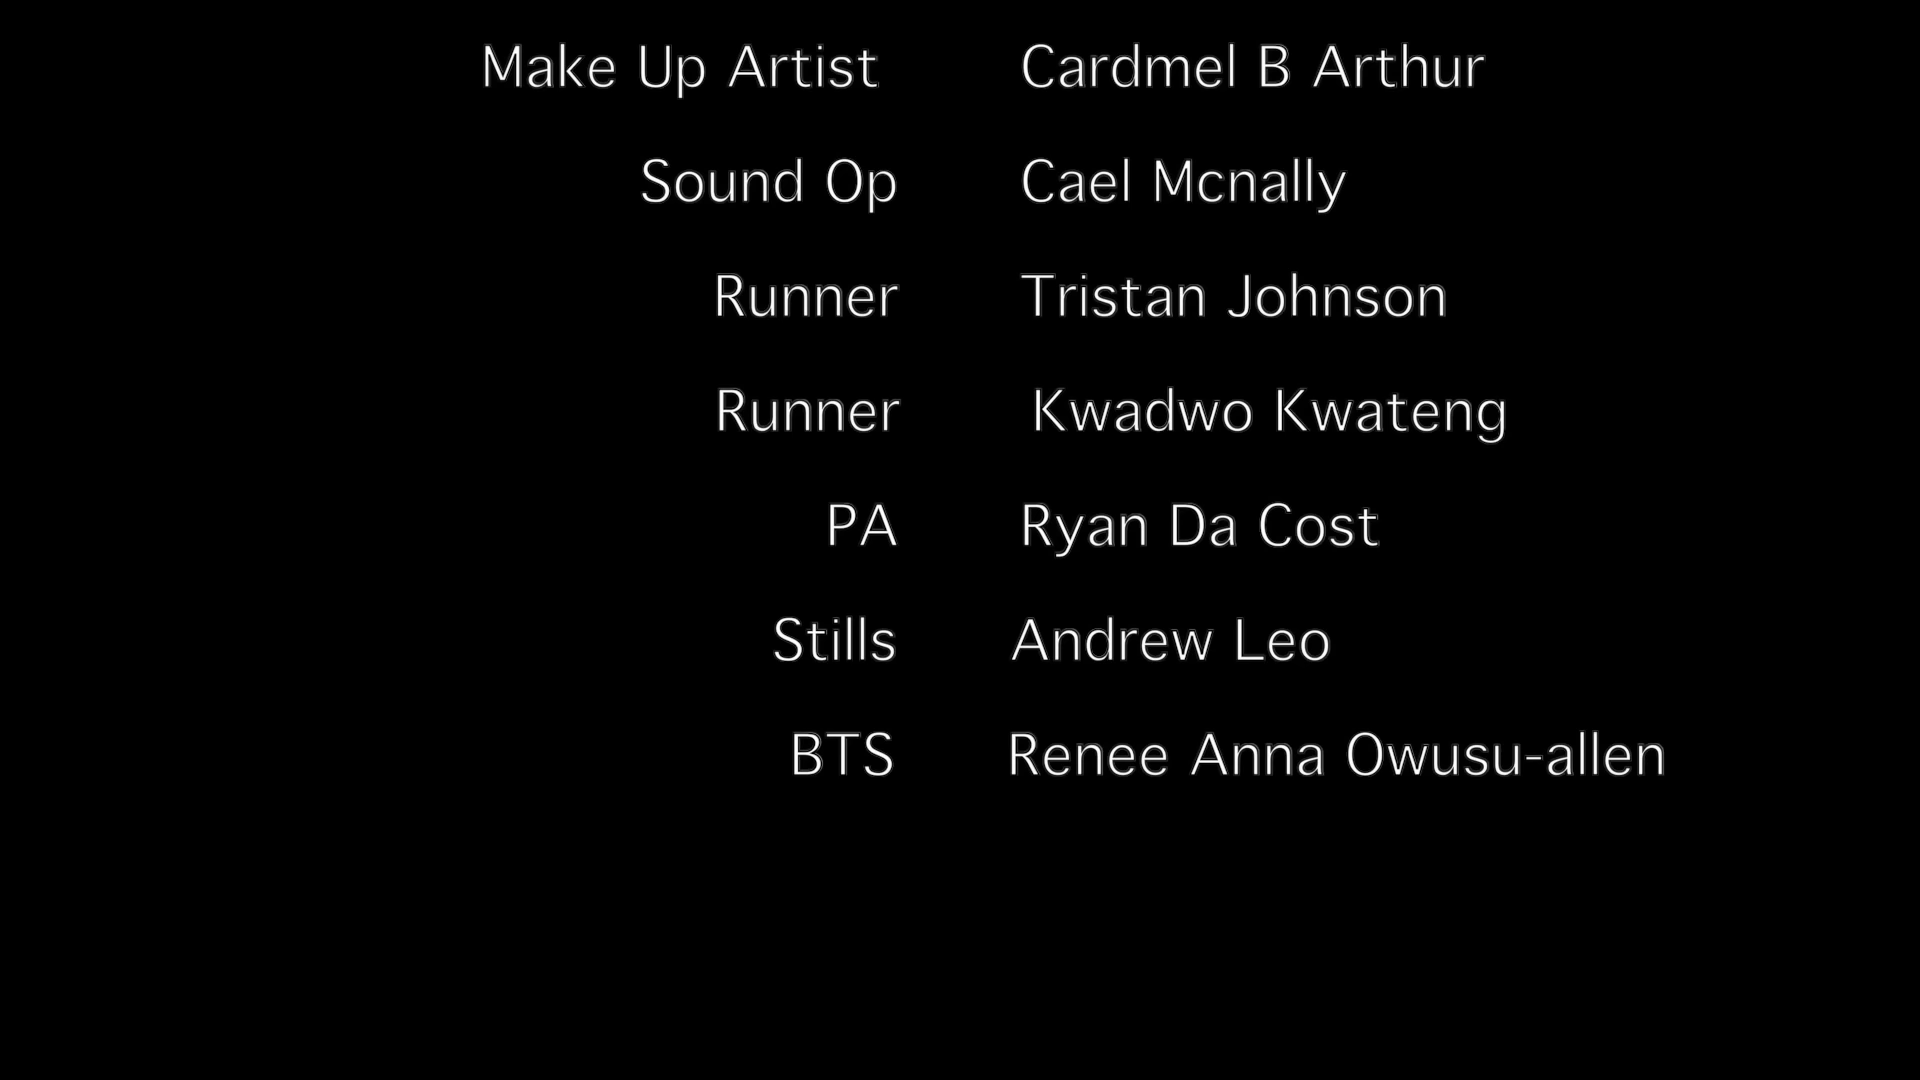 Make Up Artist Cardmel B Arthur
Sound Op Cael Mcnally
Runner Tristan Johnson
Runner Kwadwo Kwateng
PA Ryan Da Cost
Stills Andrew Leo
BTS Renee Anna Owusu-allen